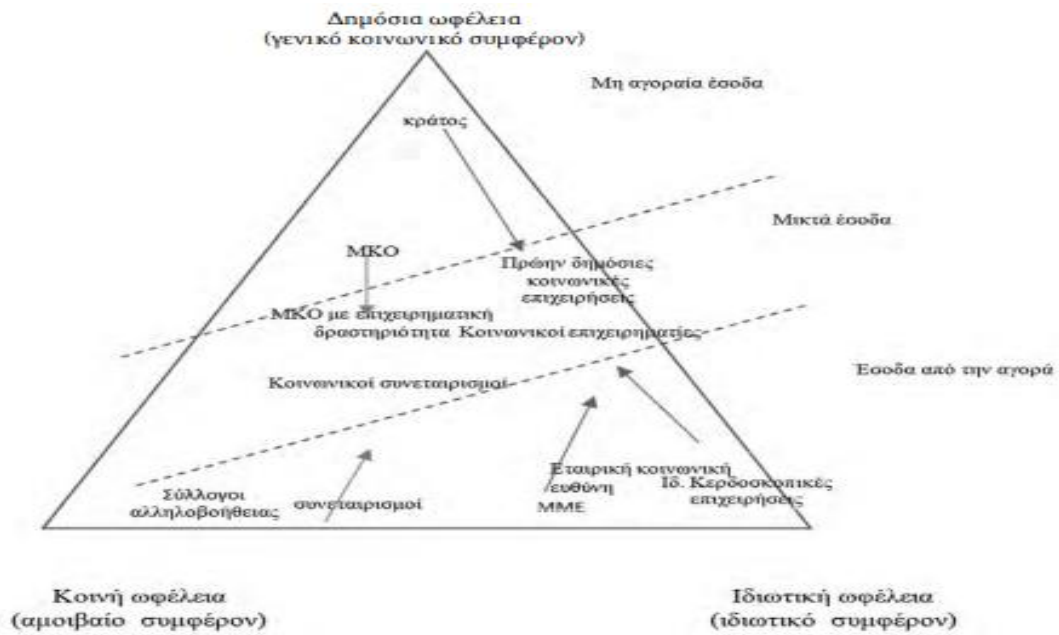 Δημόσια ωφέλεια
(γενικό κοινωνικό συμφέρον)
Μη αγοραία έσοδα
κράτος
Μικτά έσοδα
ΜΚΟ
Πρώην δημόσιες
κοινωνικές
επιχειρήσεις
ΜΚΟ με επιχειρηματική
δραστηριότητα Κοινωνικοί επιχειρηματίες
Έσοδα από την αγορά
Κοινωνικοί συνεταιρισμοί
Εταιρική κοινωνική
ευθύνη
ΜΜΕ
Ιδ. Κερδοσκοπικές
επιχειρήσεις
Σύλλογοι
αλληλοβοήθειας
συνεταιρισμοί
Κοινή ωφέλεια
(αμοιβαίο συμφέρον)
Ιδιωτική ωφέλεια
(ιδιωτικό συμφέρον)